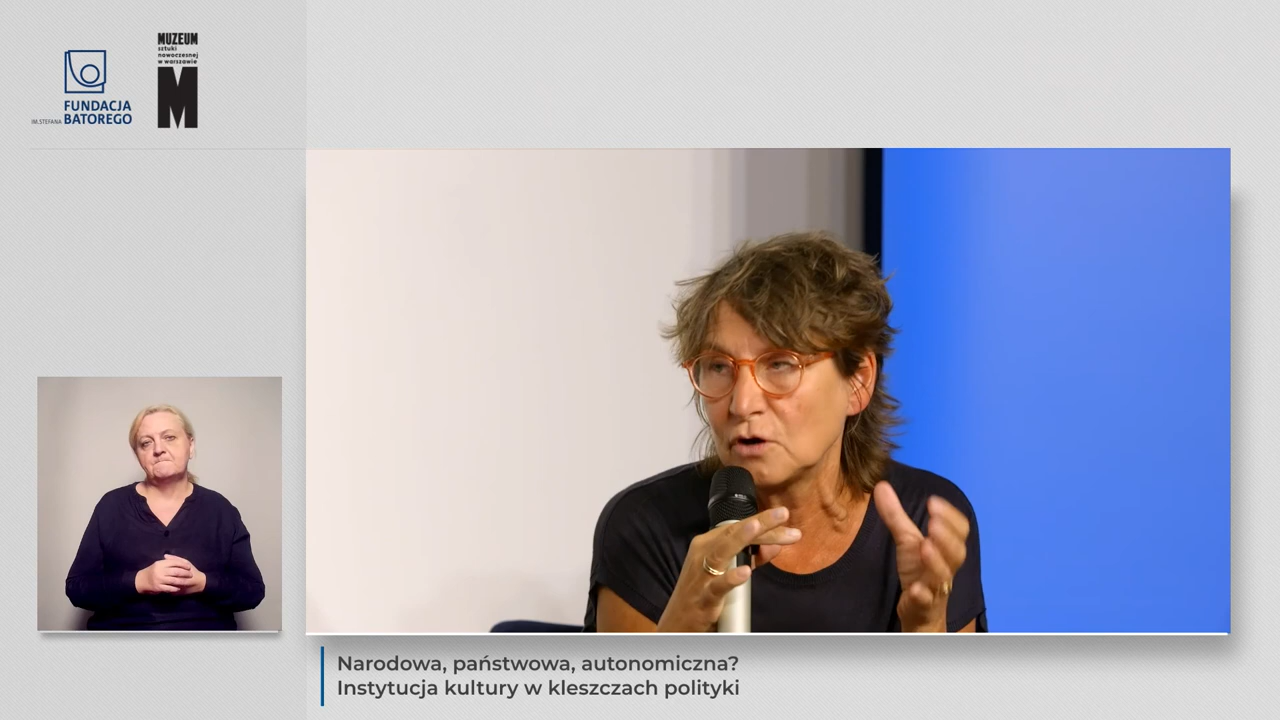 MUZEUM
sztuki
nowoczesnej
w warszawie
M
FUNDACJA
IM. STEFANA BATOREGO
Narodowa, państwowa, autonomiczna?
Instytucja kultury w kleszczach polityki